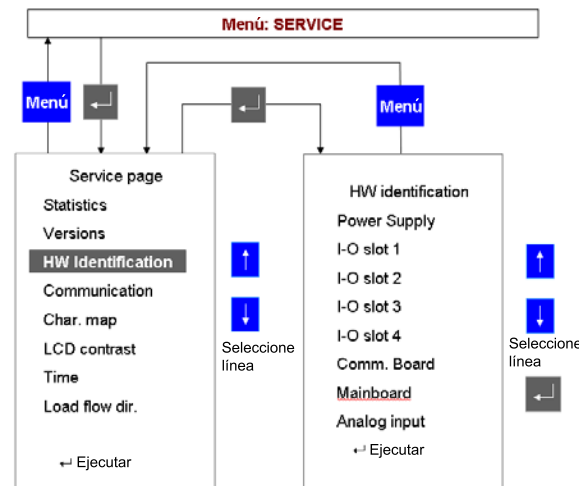 Menú: SERVICE
Menú
Menú
Service page
Statistics
Versions
HW Identification
Communication
Char. map
LCD contrast
Time
Load flow dir.
↵ Ejecutar
Seleccione
línea
HW identification
Power Supply
I-O slot 1
I-O slot 2
I-O slot 3
I-O slot 4
Comm. Board
Mainboard
Analog input
↵ Ejecutar
Seleccione
línea